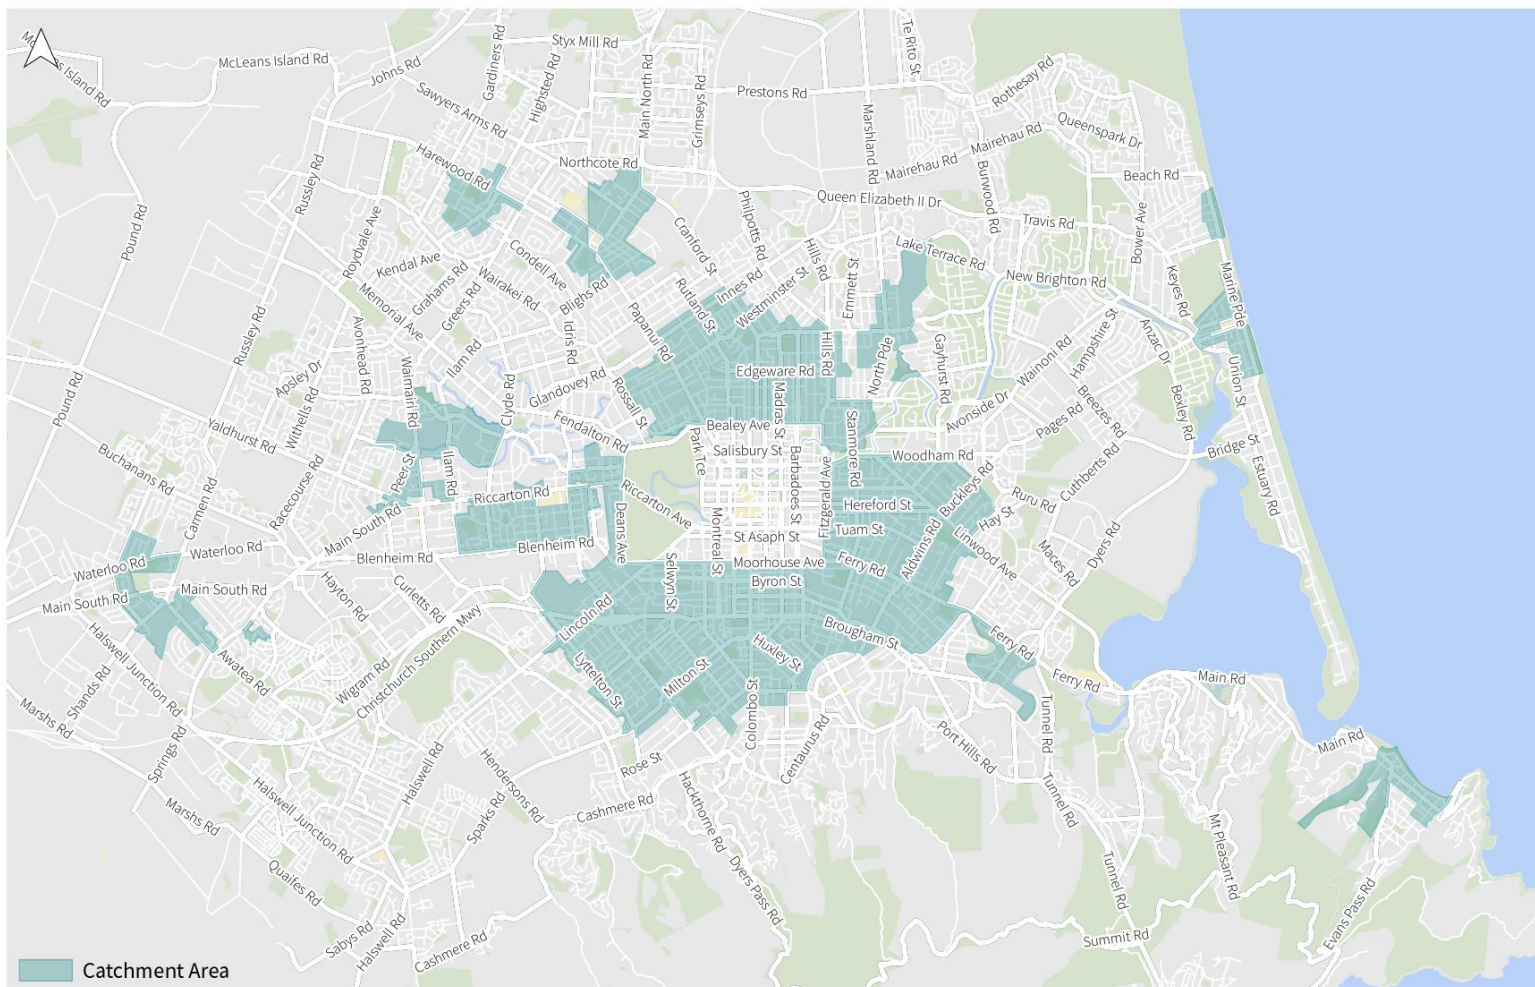 Styx Mill Rd
Te Rito St
McLeans Island Rd
McLeans Island Rd
Johns Rd
Gardiners Rd
Highsted Rd
Main North Rd
Grimseys Rd
Prestons Rd
Rothesay Rd
Sawyers Arms Rd
Marshland Rd
Queenspark Dr
Mairehau Rd
Mairehau Rd
Harewood Rd
Northcote Rd
Burwood Rd
Beach Rd
Russley Rd
Philpotts Rd
Queen Elizabeth II Dr
Travis Rd
Bower Ave
Pound Rd
Roydvale Ave
Cranford St
Hills Rd
Lake Terrace Rd
Kendal Ave
Condell Ave
Emmett St
New Brighton Rd
Keyes Rd
Marine Pde
Grahams Rd
Wairakei Rd
Blighs Rd
Rutland St
Innes Rd
Westminster St
Memorial Ave
Greers Rd
Russley Rd
Avonhead Rd
Idris Rd
Papanui Rd
Hills Rd
North Pde
Gayhurst Rd
Wainoni Rd
Hampshire St
Anzac Dr
Ilam Rd
Apsley Dr
Waimairi Rd
Edgeware Rd
Union St
Pound Rd
Withells Rd
Clyde Rd
Glandovey Rd
Rossall St
Madras St
Avonside Dr
Breezes Rd
Bexley Rd
Yaldhurst Rd
Fendalton Rd
Bealey Ave
Stanmore Rd
Pages Rd
Buchanans Rd
Peer St
Ilam Rd
Park Tce
Salisbury St
Barbadoes St
Woodham Rd
Bridge St
Carmen Rd
Racecourse Rd
Riccarton Rd
Riccarton Ave
Fitzgerald Ave
Hereford St
Buckleys Rd
Ruru Rd
Cuthberts Rd
Estuary Rd
Main South Rd
Deans Ave
Montreal St
Tuam St
Hay St
St Asaph St
Aldwins Rd
Linwood Ave
Dyers Rd
Waterloo Rd
Waterloo Rd
Blenheim Rd
Blenheim Rd
Selwyn St
Moorhouse Ave
Ferry Rd
Maces Rd
Byron St
Main South Rd
Main South Rd
Hayton Rd
Curletts Rd
Lincoln Rd
Brougham St
Ferry Rd
Halswell Junction Rd
Christchurch Southern Mwy
Huxley St
Lyttelton St
Milton St
Ferry Rd
Main Rd
Shands Rd
Awatea Rd
Wigram Rd
Colombo St
Tunnel Rd
Marshs Rd
Springs Rd
Halswell Rd
Hendersons Rd
Rose St
Centaurus Rd
Port Hills Rd
Main Rd
Halswell Junction Rd
Marshs Rd
Sparks Rd
Cashmere Rd
Hackthorne Rd
Tunnel Rd
Mt Pleasant Rd
Quaifes Rd
Dyers Pass Rd
Tunnel Rd
Evans Pass Rd
Sabys Rd
Halswell Rd
Cashmere Rd
Summit Rd
Catchment Area